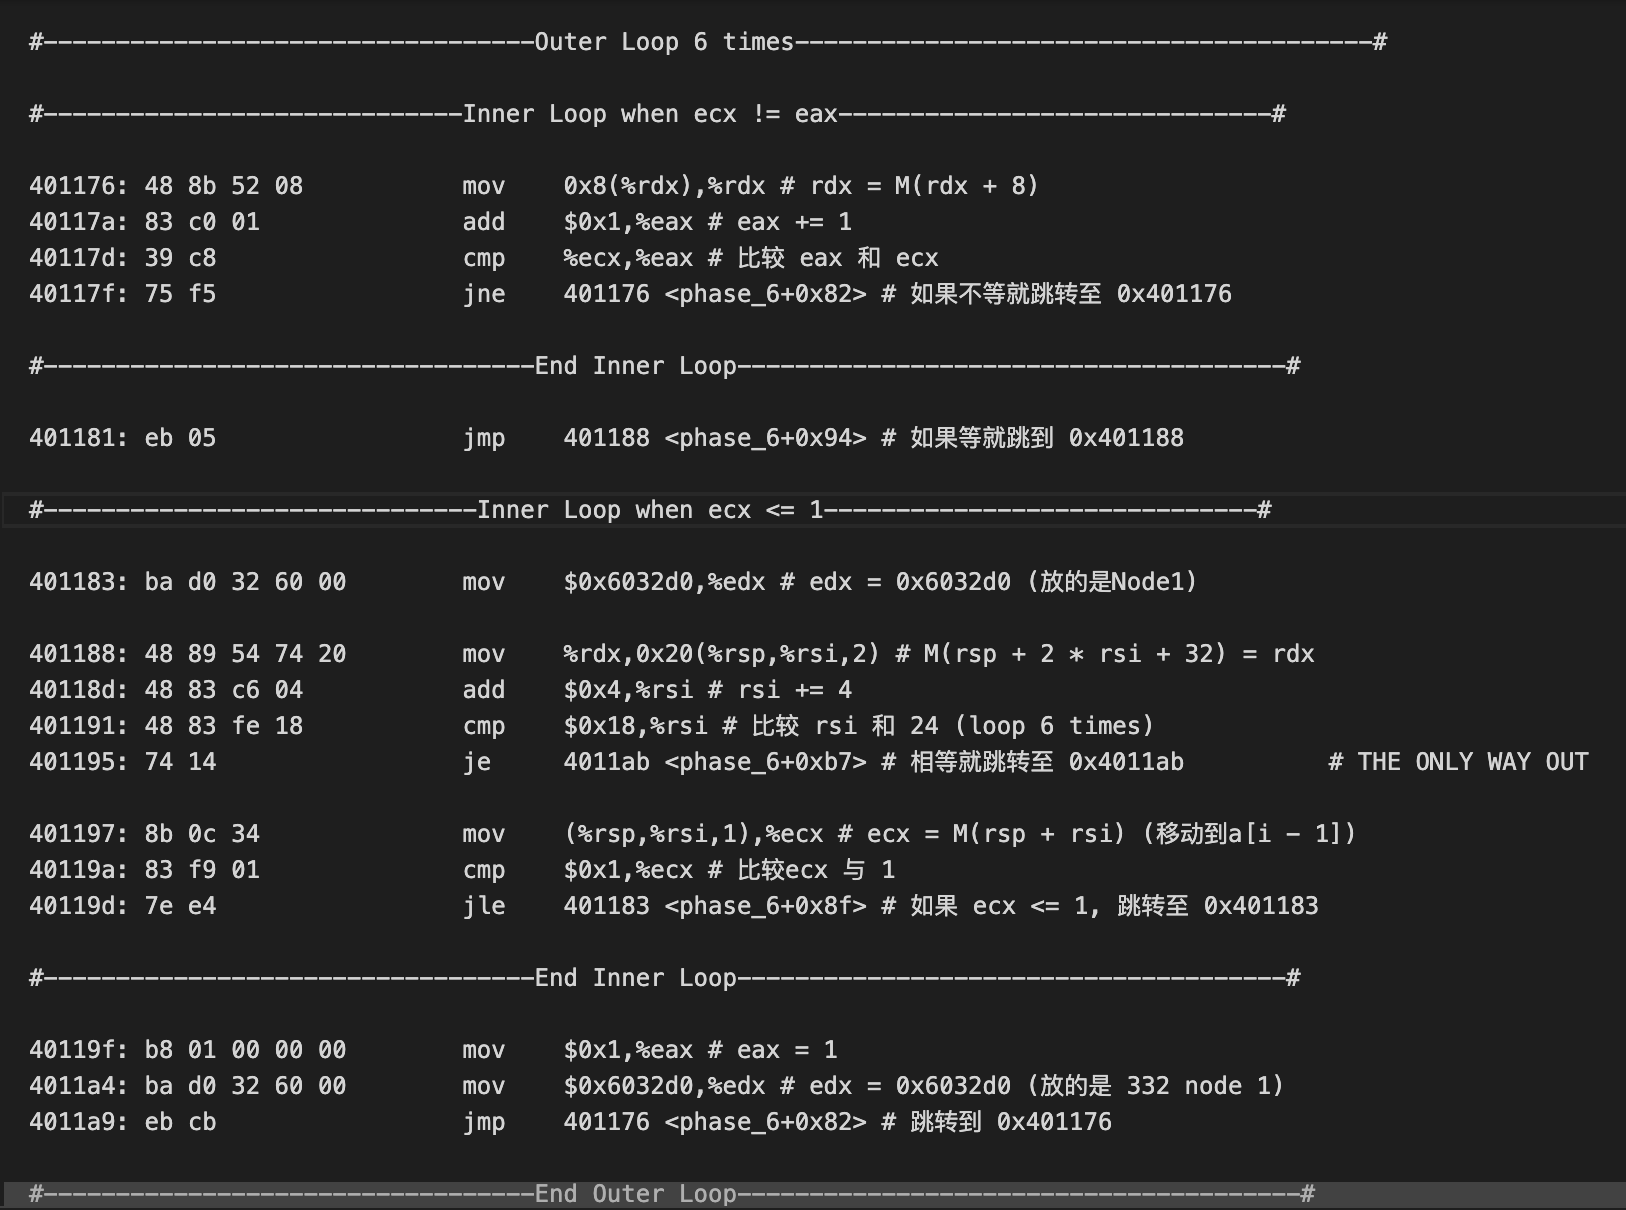 #----------------------------------Outer Loop 6 times----------------------------------------#
#-----------------------------Inner Loop when ecx != eax------------------------------#
401176: 48 8b 52 08 mov 0x8(%rdx),%rdx # rdx = M(rdx + 8)
40117a: 83 c0 01 add $0x1,%eax # eax += 1
40117d: 39 c8 cmp %ecx,%eax # 比较 eax 和 ecx
40117f: 75 f5 jne 401176 <phase_6+0x82> # 如果不等就跳转至 0x401176
#----------------------------------End Inner Loop--------------------------------------#
401181: eb 05 jmp 401188 <phase_6+0x94> # 如果等就跳到 0x401188
#------------------------------Inner Loop when ecx <= 1------------------------------#
401183: ba d0 32 60 00 mov $0x6032d0,%edx # edx = 0x6032d0 (放的是Node1)
401188: 48 89 54 74 20 mov %rdx,0x20(%rsp,%rsi,2) # M(rsp + 2 * rsi + 32) = rdx
40118d: 48 83 c6 04 add $0x4,%rsi # rsi += 4
401191: 48 83 fe 18 cmp $0x18,%rsi # 比较 rsi 和 24 (loop 6 times)
401195: 74 14 je 4011ab <phase_6+0xb7> # 相等就跳转至 0x4011ab # THE ONLY WAY OUT
401197: 8b 0c 34 mov (%rsp,%rsi,1),%ecx # ecx = M(rsp + rsi) (移动到a[i - 1])
40119a: 83 f9 01 cmp $0x1,%ecx # 比较ecx 与 1
40119d: 7e e4 jle 401183 <phase_6+0x8f> # 如果 ecx <= 1, 跳转至 0x401183
#----------------------------------End Inner Loop--------------------------------------#
40119f: b8 01 00 00 00 mov $0x1,%eax # eax = 1
4011a4: ba d0 32 60 00 mov $0x6032d0,%edx # edx = 0x6032d0 (放的是 332 node 1)
4011a9: eb cb jmp 401176 <phase_6+0x82> # 跳转到 0x401176
#----------------------------------End Outer Loop---------------------------------------#